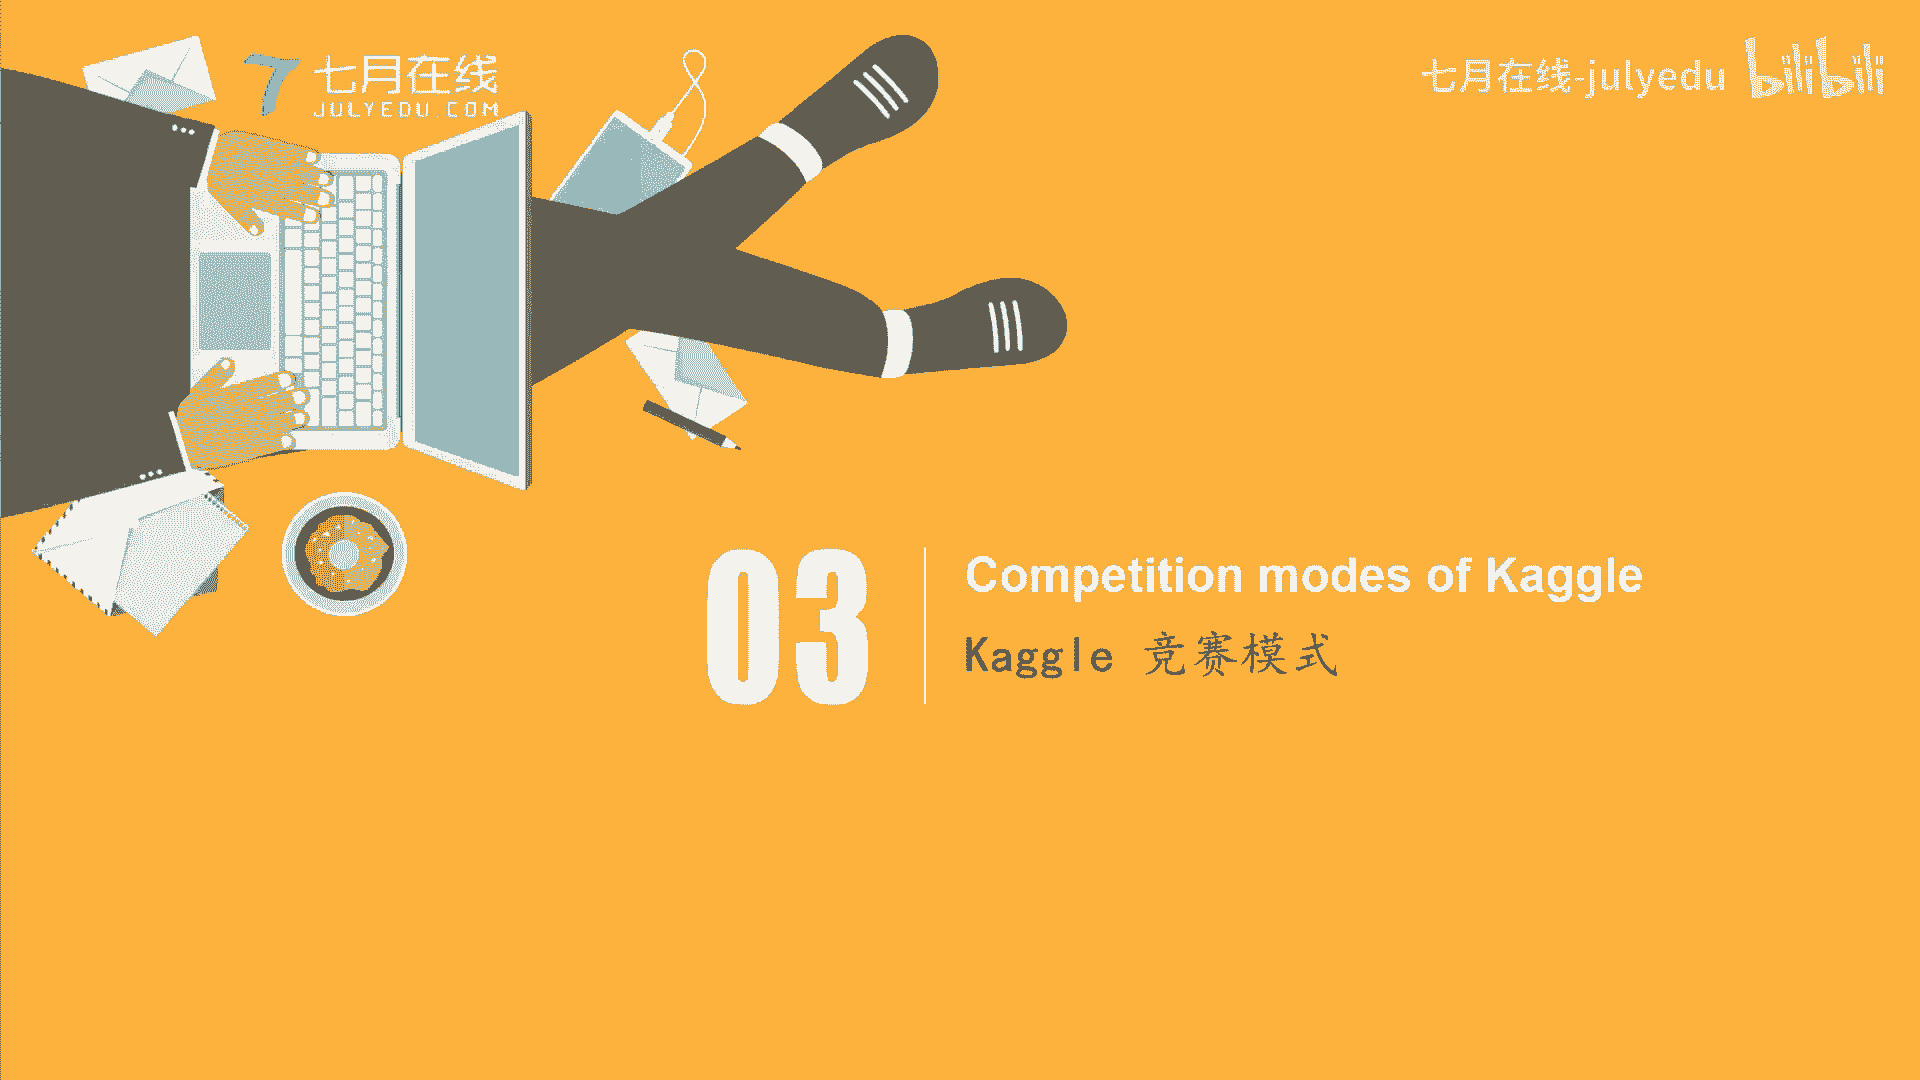 七月在线
JULYEDU.COM
七月在线-julyedu bilibili
03
Competition modes of Kaggle
Kaggle 竞赛模式